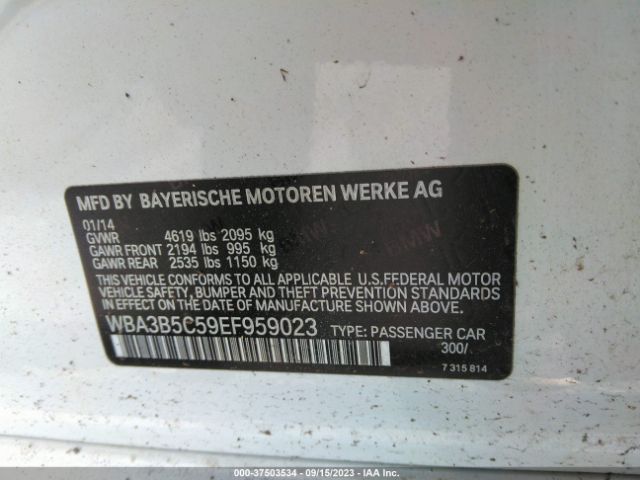 MFD BY BAYERISCHE MOTOREN WERKE AG
01/14
GVWR 4619 lbs 2095 kg
GAWR FRONT 2194 lbs 995 kg
GAWR REAR 2535 lbs 1150 kg
THIS VEHICLE CONFORMS TO ALL APPLICABLE U.S.FEDERAL MOTOR
VEHICLE SAFETY, BUMPER AND THEFT PREVENTION STANDARDS
IN EFFECT ON THE DATE OF MANUFACTURE SHOWN ABOVE.
WBA3B5C59EF959023 TYPE: PASSENGER CAR
300/
7 315 814
BMW
BMW
000-37503534 - 09/15/2023 - IAA Inc.